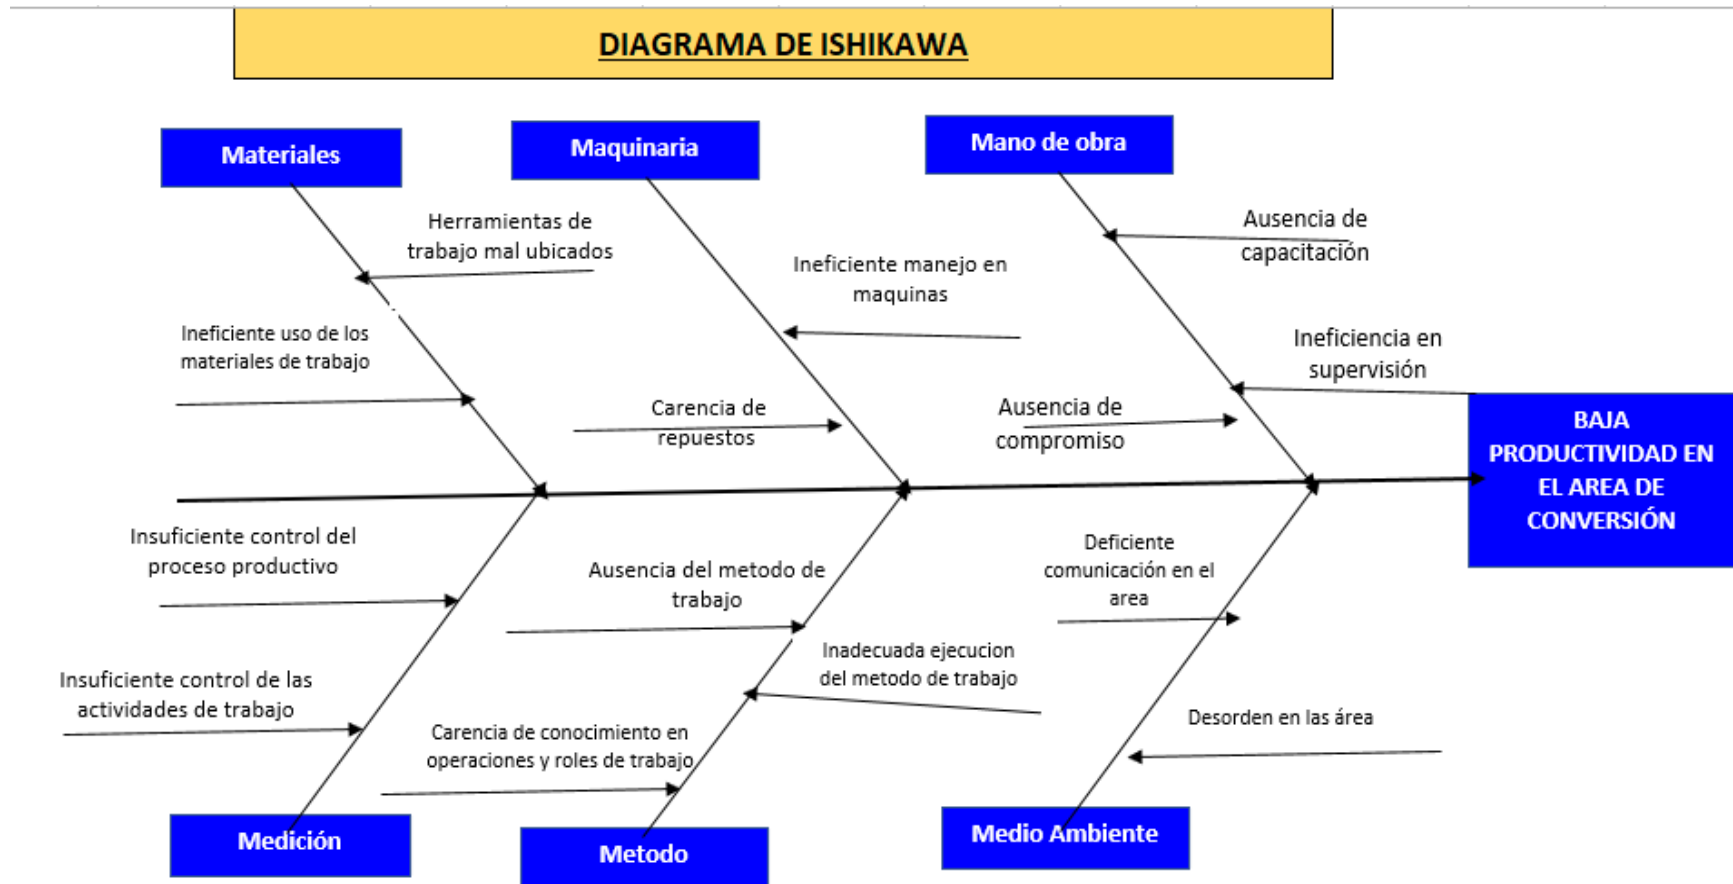 DIAGRAMA DE ISHIKAWA
Materiales
Maquinaria
Mano de obra
Herramientas de
trabajo mal ubicados
Ineficiente uso de los
materiales de trabajo
Ineficiente manejo en
maquinas
Carencia de
repuestos
Ausencia de
capacitación
Ineficiencia en
supervisión
Ausencia de
compromiso
BAJA
PRODUCTIVIDAD EN
EL AREA DE
CONVERSIÓN
Insuficiente control del
proceso productivo
Insuficiente control de las
actividades de trabajo
Ausencia del metodo de
trabajo
Inadecuada ejecucion
del metodo de trabajo
Carencia de conocimiento en
operaciones y roles de trabajo
Deficiente
comunicación en el
area
Desorden en las área
Medición
Metodo
Medio Ambiente